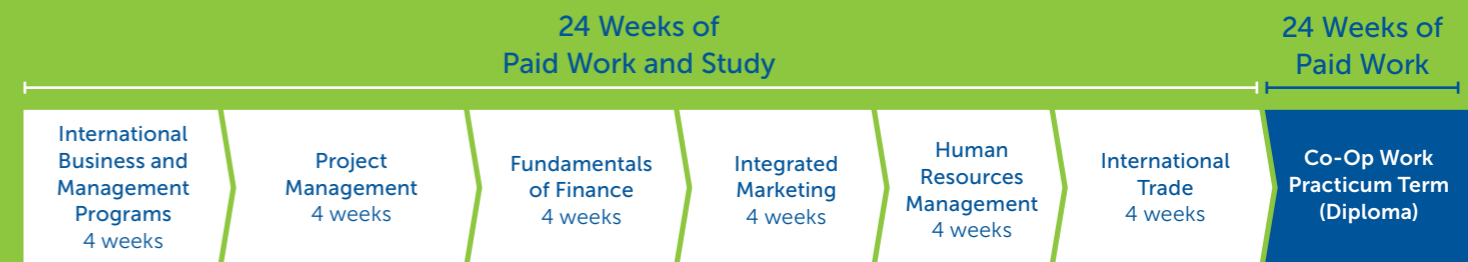 24 Weeks of
Paid Work and Study
24 Weeks of
Paid Work
International
Business and
Management
Programs
4 weeks
Project
Management
4 weeks
Fundamentals
of Finance
4 weeks
Integrated
Marketing
4 weeks
Human
Resources
Management
4 weeks
International
Trade
4 weeks
Co-Op Work
Practicum Term
(Diploma)